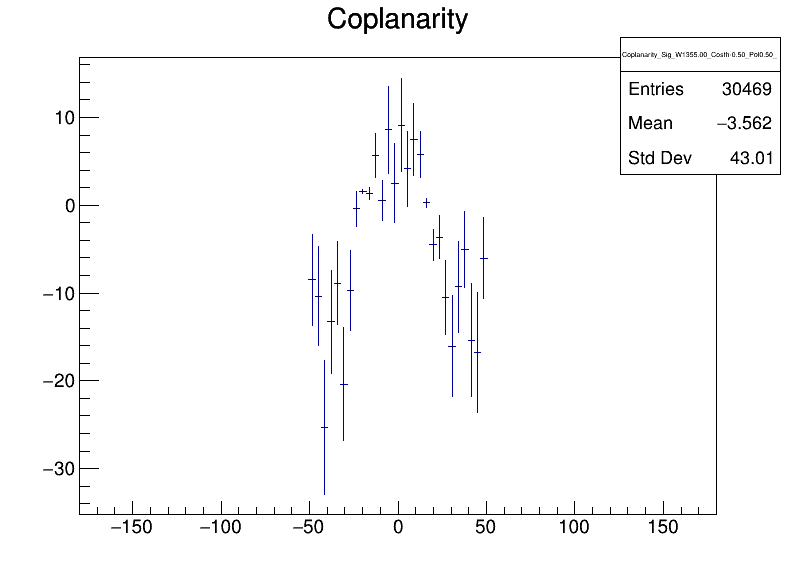 Coplanarity
Coplanarity_Sig_W1355.00_Costh-0.50_Pol0.50_
Entries 30469
Mean −3.562
Std Dev 43.01
10
0
−10
−20
−30
−150 −100 −50 0 50 100 150